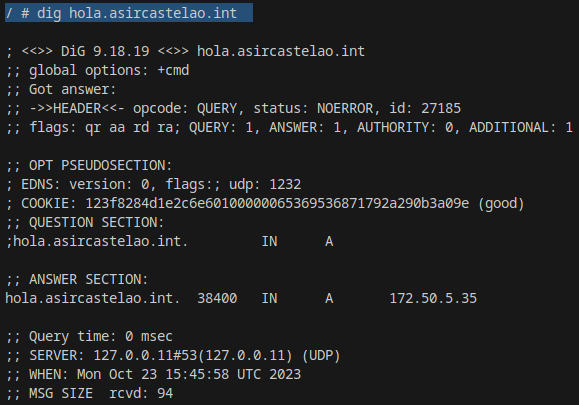 / # dig hola.asircastelao.int
; <<>> DiG 9.18.19 <<>> hola.asircastelao.int
;; global options: +cmd
;; Got answer:
;; ->>HEADER<<- opcode: QUERY, status: NOERROR, id: 27185
;; flags: qr aa rd ra; QUERY: 1, ANSWER: 1, AUTHORITY: 0, ADDITIONAL: 1
;; OPT PSEUDOSECTION:
; EDNS: version: 0, flags:; udp: 1232
; COOKIE: 123f8284d1e2c6e60100000065369536871792a290b3a09e (good)
;; QUESTION SECTION:
;hola.asircastelao.int. IN A
;; ANSWER SECTION:
hola.asircastelao.int. 38400 IN A 172.50.5.35
;; Query time: 0 msec
;; SERVER: 127.0.0.11#53(127.0.0.11) (UDP)
;; WHEN: Mon Oct 23 15:45:58 UTC 2023
;; MSG SIZE rcvd: 94